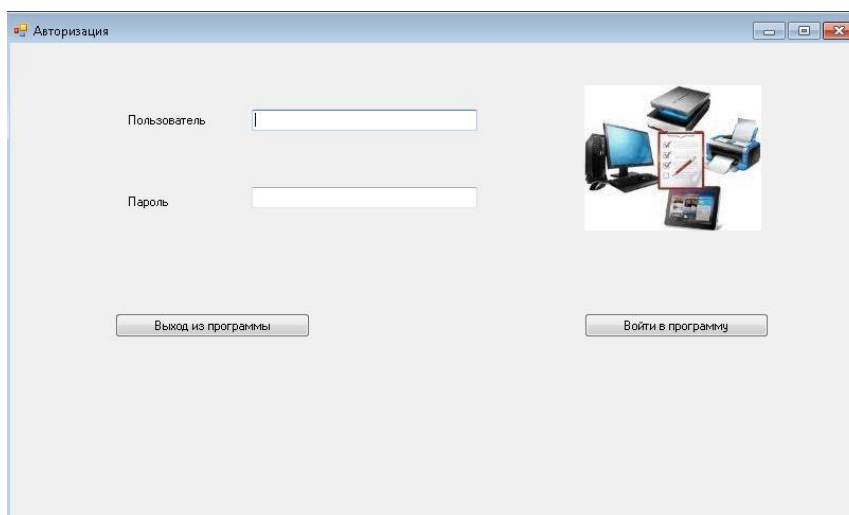 Авторизация
Пользователь
Пароль
Выход из программы
Войти в программу